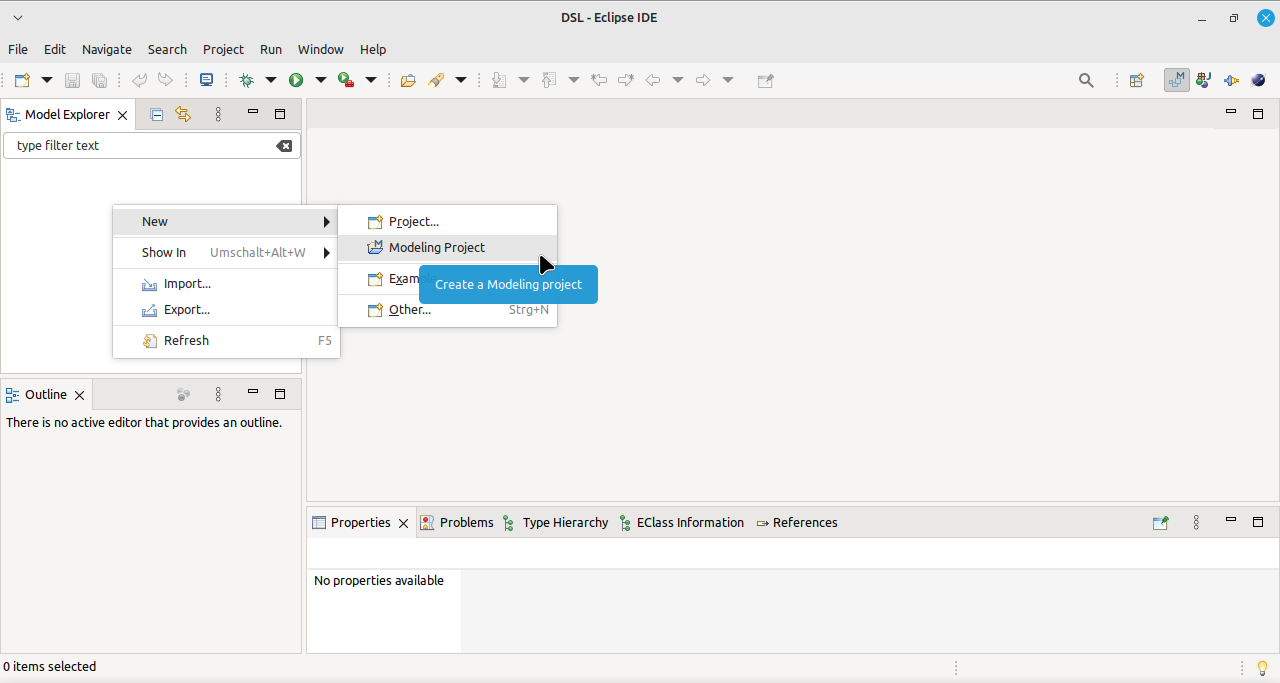 DSL - Eclipse IDE
File Edit Navigate Search Project Run Window Help
Model Explorer
type filter text
New
Show In Umschalt+Alt+W
Import...
Export...
Refresh F5
Project...
Modeling Project
Create a Modeling project
Other... Strg+N
Outline
There is no active editor that provides an outline.
Properties Problems Type Hierarchy EClass Information References
No properties available
0 items selected